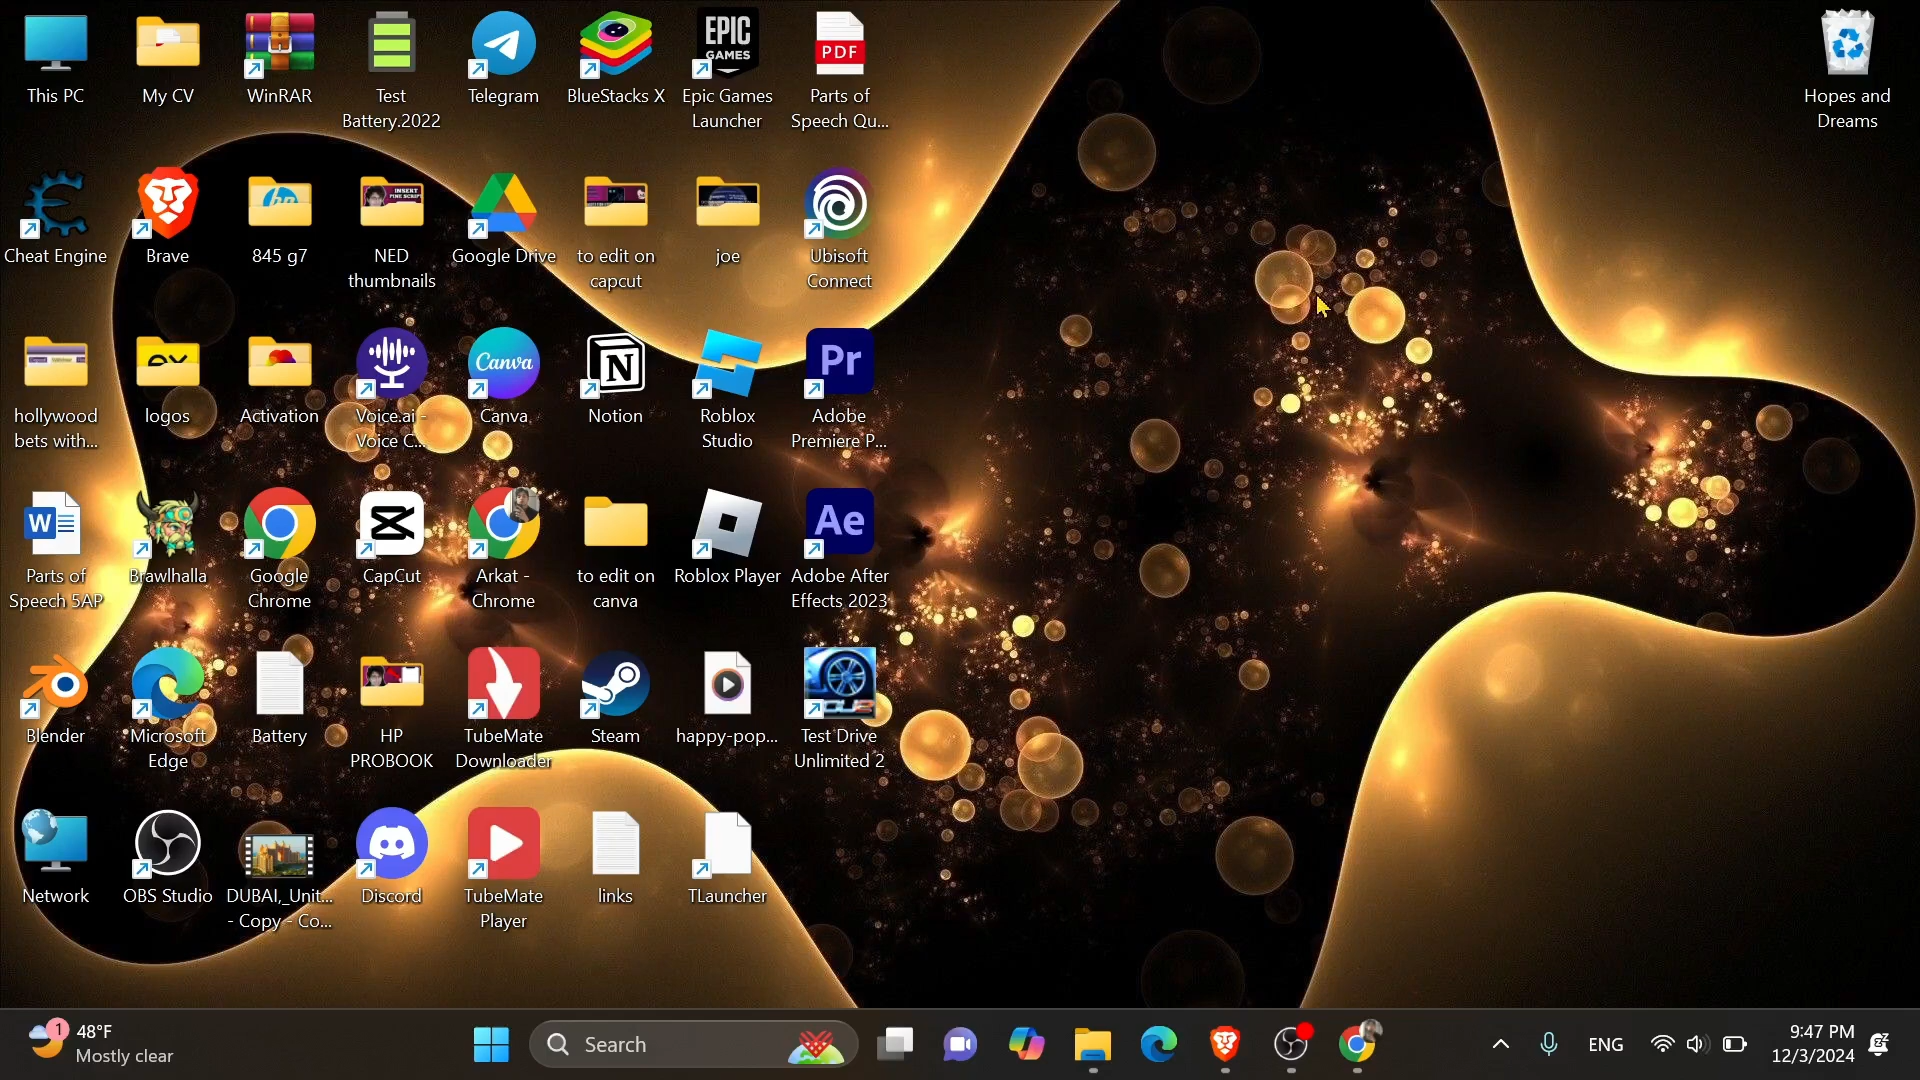 This PC
My CV
WinRAR
Test
Battery.2022
Telegram
BlueStacks X
EPIC
GAMES
Epic Games
Launcher
PDF
Parts of
Speech Qu...
Hopes and
Dreams
Cheat Engine
Brave
845 g7
INSERT
NED
thumbnails
Google Drive
to edit on
capcut
joe
Ubisoft
Connect
hollywood
bets with...
logos
Activation
Voice.ai -
Voice C...
Canva
Canva
Notion
Roblox
Studio
Pr
Adobe
Premiere P...
W
Parts of
Speech 5AP
Brawlhalla
Google
Chrome
CapCut
Arkat -
Chrome
to edit on
canva
Roblox Player
Ae
Adobe After
Effects 2023
Blender
Microsoft
Edge
Battery
HP
PROBOOK
TubeMate
Downloader
Steam
happy-pop...
Test Drive
Unlimited 2
Network
OBS Studio
DUBAI,_Unit...
- Copy - Co...
Discord
TubeMate
Player
links
TLauncher
1
48°F
Mostly clear
Search
ENG
9:47 PM
12/3/2024